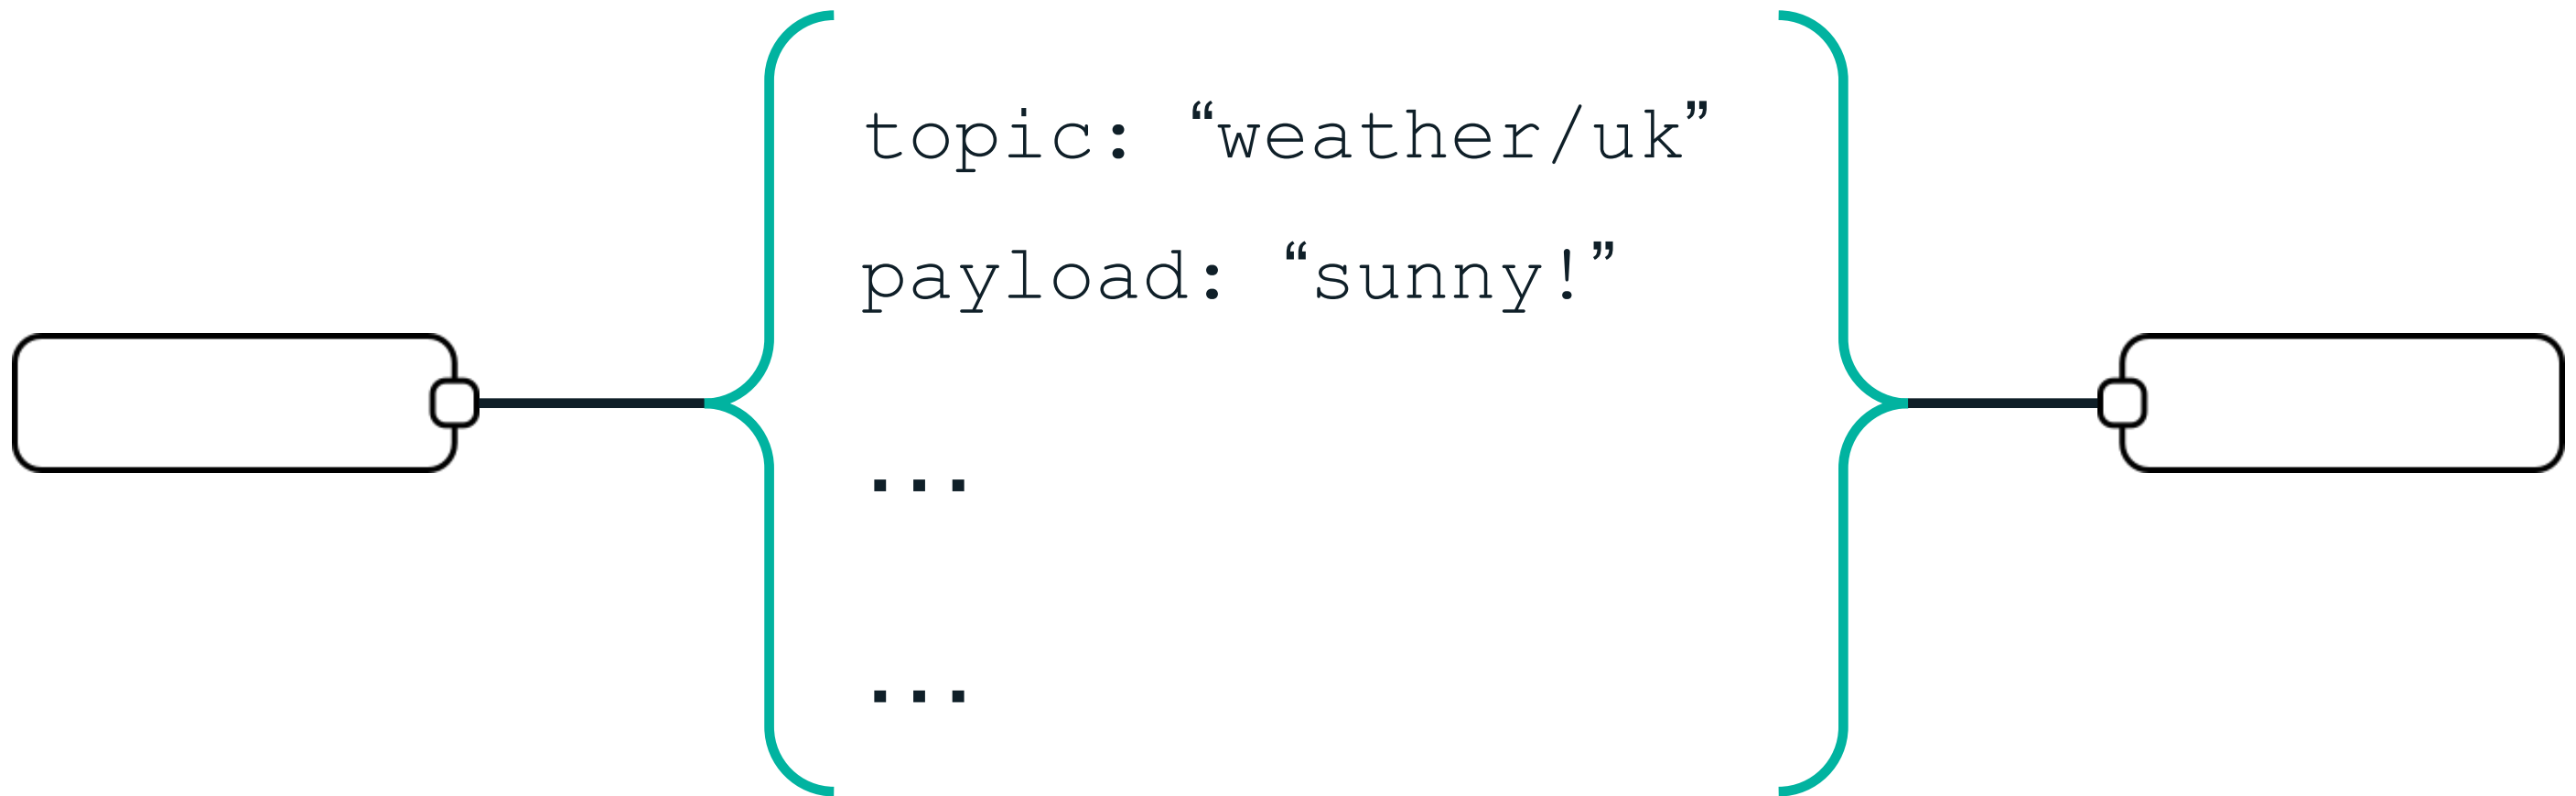 topic: “weather/uk”
payload: “sunny!”
...
...